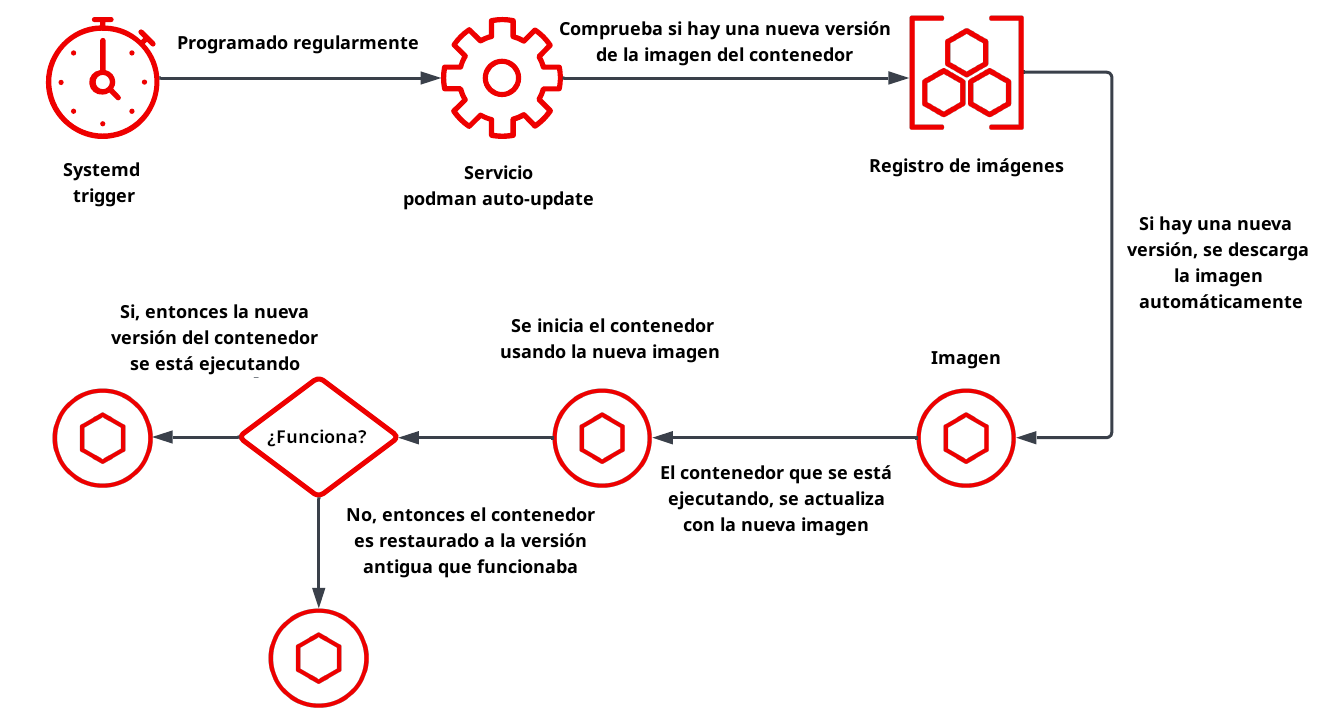 Programado regularmente
Comprueba si hay una nueva versión
de la imagen del contenedor
Systemd
trigger
Servicio
podman auto-update
Registro de imágenes
Si hay una nueva
versión, se descarga
la imagen
automáticamente
Si, entonces la nueva
versión del contenedor
se está ejecutando
Se inicia el contenedor
usando la nueva imagen
Imagen
¿Funciona?
El contenedor que se está
ejecutando, se actualiza
con la nueva imagen
No, entonces el contenedor
es restaurado a la versión
antigua que funcionaba